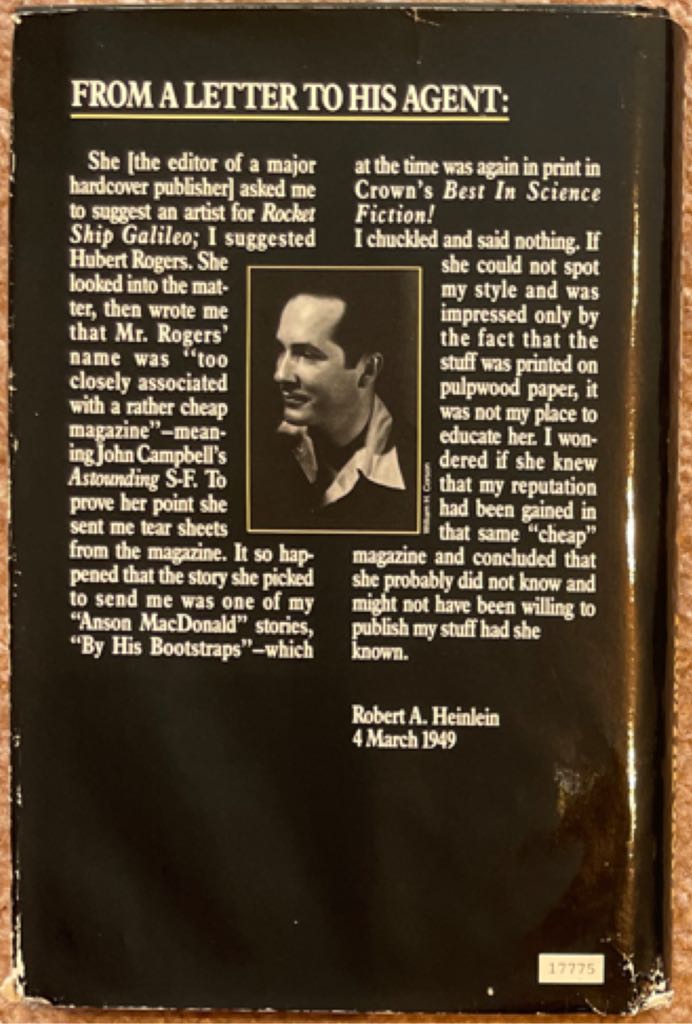 FROM A LETTER TO HIS AGENT:
She [the editor of a major
hardcover publisher] asked me
to suggest an artist for Rocket
Ship Galileo; I suggested
Hubert Rogers. She
looked into the mat-
ter, then wrote me
that Mr. Rogers'
name was "too
closely associated
with a rather cheap
magazine"—mean-
ing John Campbell's
Astounding S-F. To
prove her point she
sent me tear sheets
from the magazine. It so hap-
pened that the story she picked
to send me was one of my
"Anson MacDonald" stories,
"By His Bootstraps"—which
at the time was again in print in
Crown's Best In Science
Fiction!
I chuckled and said nothing. If
she could not spot
my style and was
impressed only by
the fact that the
stuff was printed on
pulpwood paper, it
was not my place to
educate her. I won-
dered if she knew
that my reputation
had been gained in
that same "cheap"
magazine and concluded that
she probably did not know and
might not have been willing to
publish my stuff had she
known.
William H. Corson
Robert A. Heinlein
4 March 1949
17775